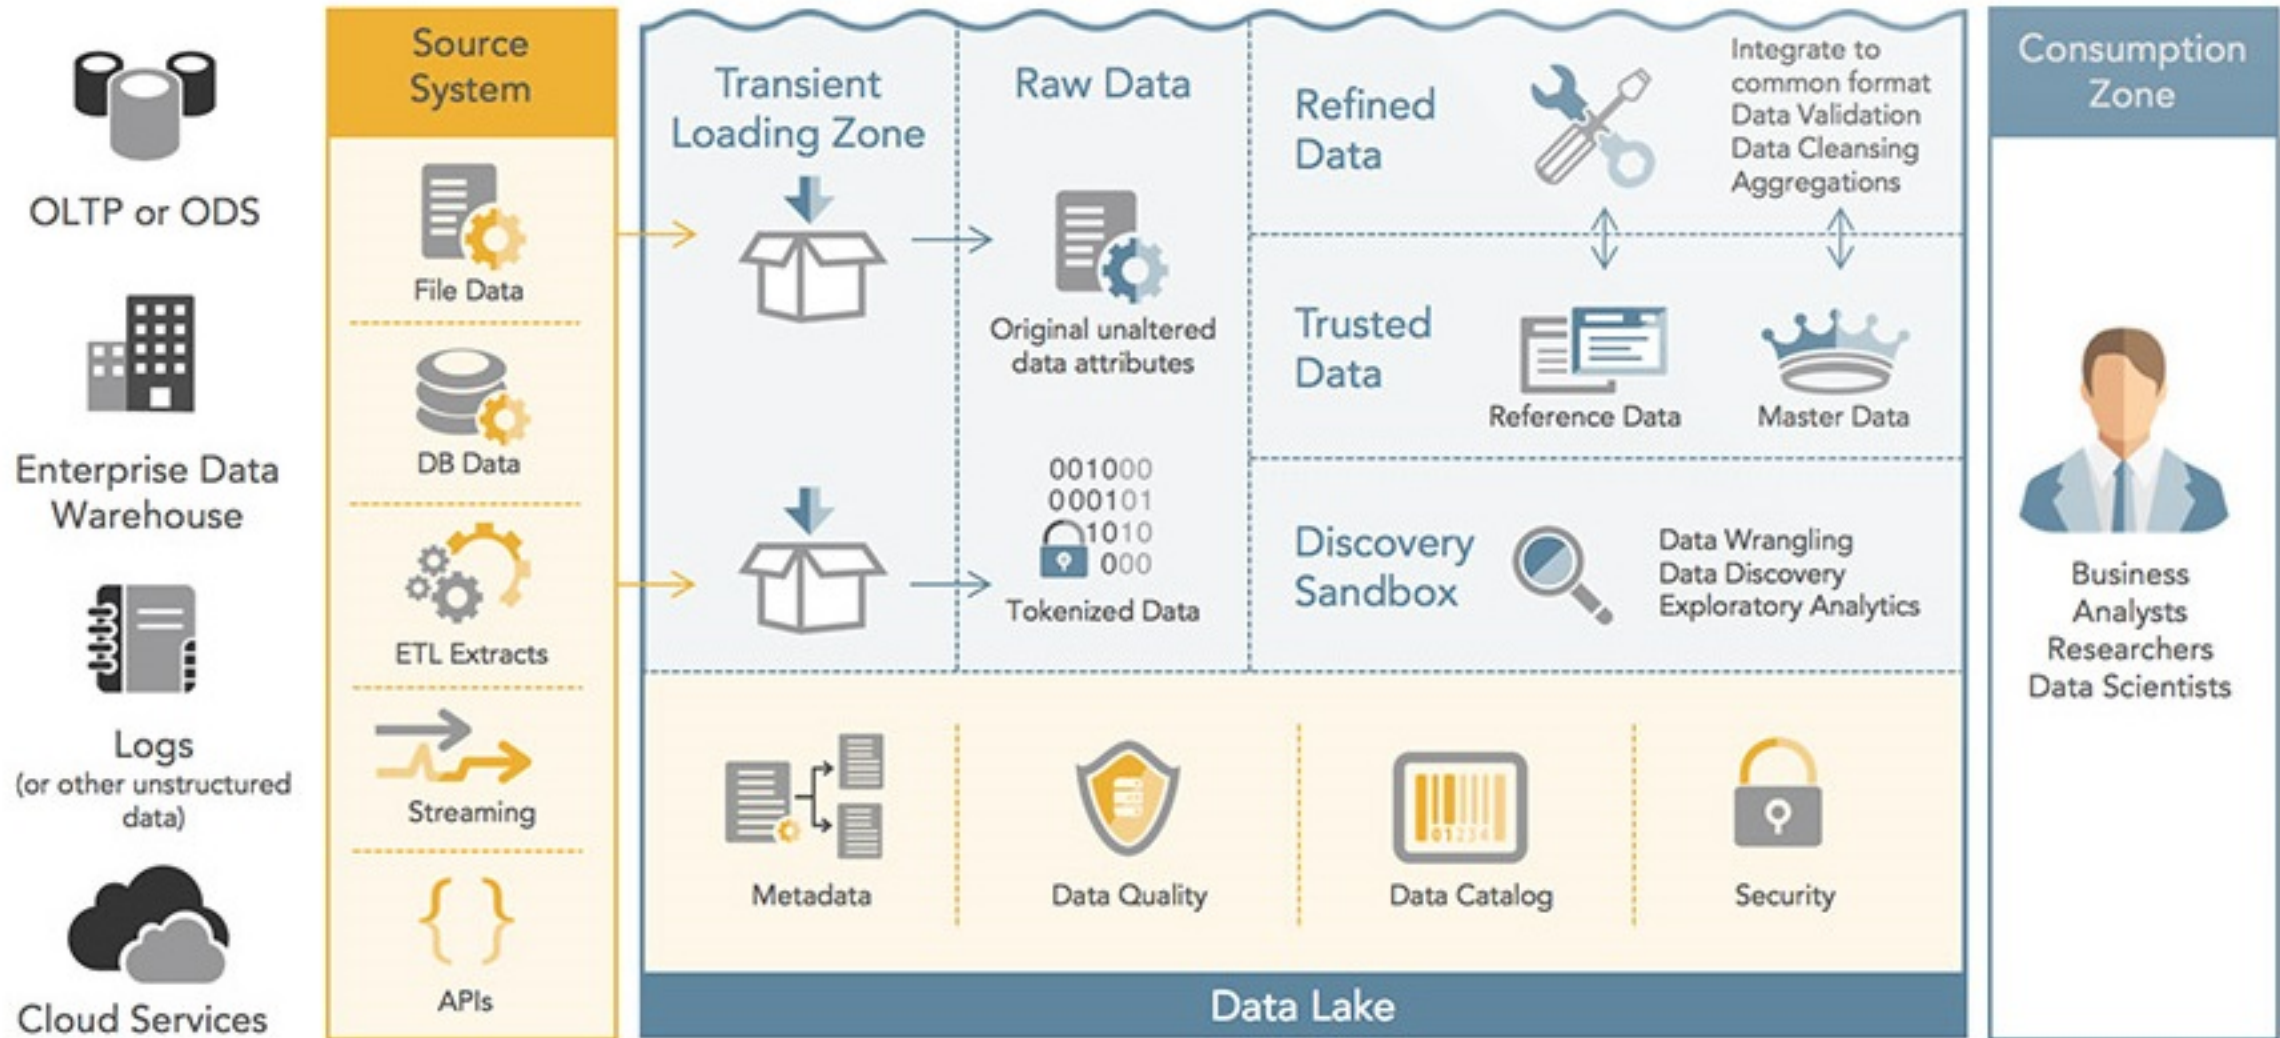 OLTP or ODS
Enterprise Data
Warehouse
Logs
(or other unstructured
data)
Cloud Services
Source
System
File Data
DB Data
ETL Extracts
Streaming
APIs
Transient
Loading Zone
Raw Data
Original unaltered
data attributes
001000
000101
1010
000
Tokenized Data
Refined
Data
Integrate to
common format
Data Validation
Data Cleansing
Aggregations
Trusted
Data
Reference Data
Master Data
Discovery
Sandbox
Data Wrangling
Data Discovery
Exploratory Analytics
Metadata
Data Quality
01234
Data Catalog
Security
Data Lake
Consumption
Zone
Business
Analysts
Researchers
Data Scientists